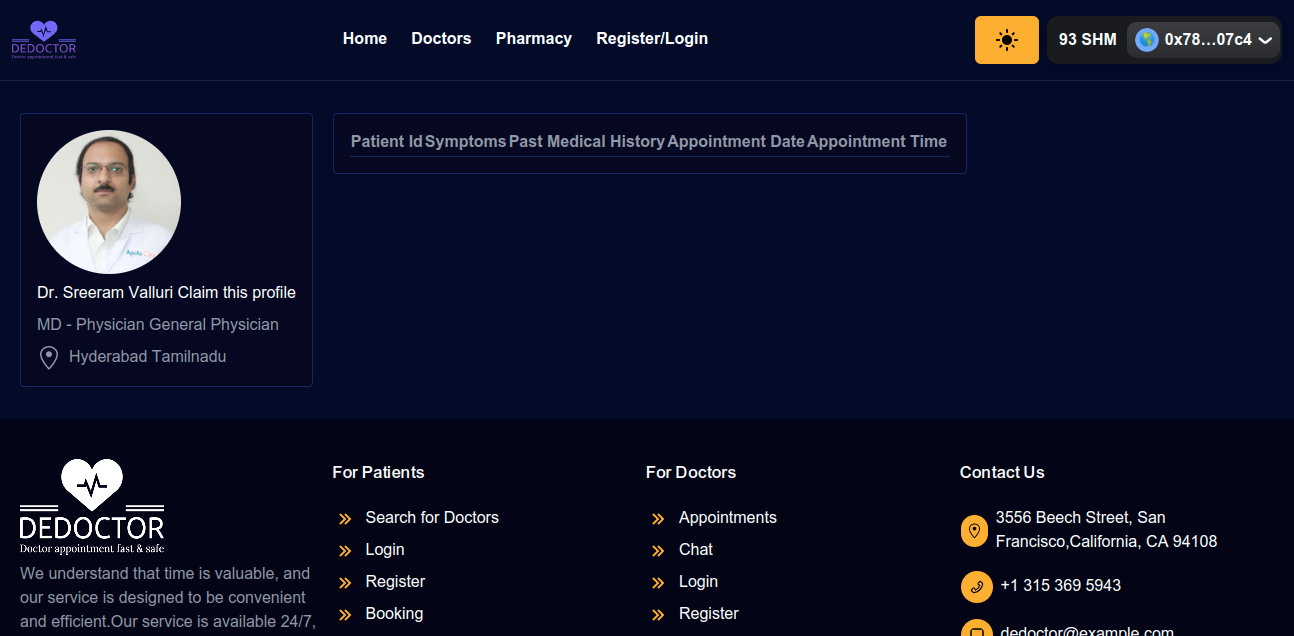 DEDOCTOR
Doctor appointment fast & safe
Home Doctors Pharmacy Register/Login
93 SHM 0x78...07c4
Patient Id Symptoms Past Medical History Appointment Date Appointment Time
Apollo
Dr. Sreeram Valluri Claim this profile
MD - Physician General Physician
Hyderabad Tamilnadu
DEDOCTOR
Doctor appointment fast & safe
We understand that time is valuable, and
our service is designed to be convenient
and efficient.Our service is available 24/7,
For Patients
Search for Doctors
Login
Register
Booking
For Doctors
Appointments
Chat
Login
Register
Contact Us
3556 Beech Street, San
Francisco,California, CA 94108
+1 315 369 5943
dedoctor@example.com